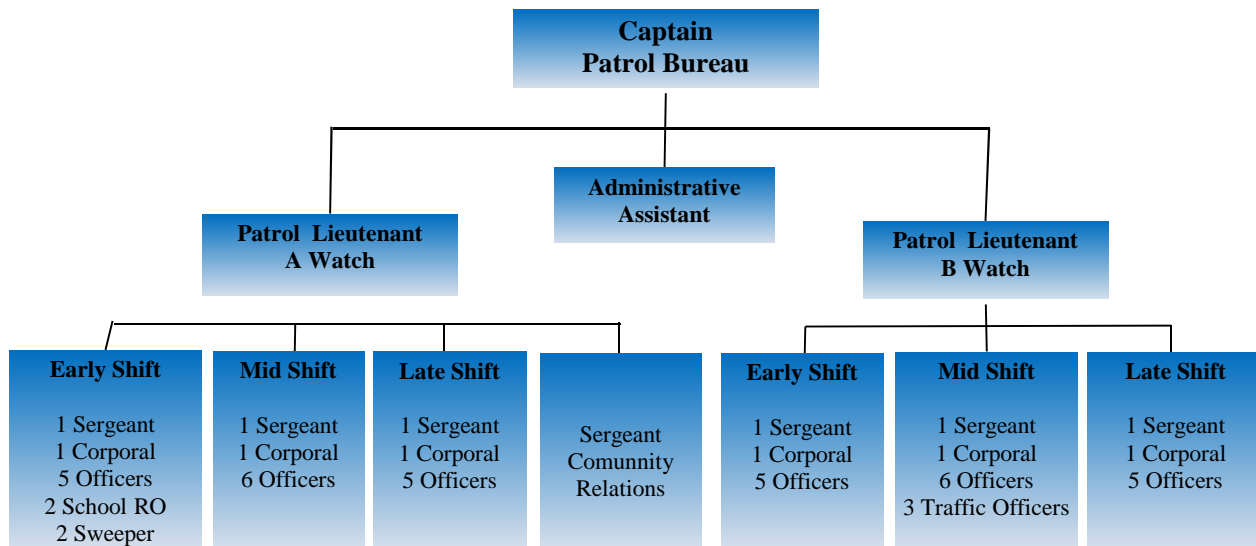 Captain
Patrol Bureau
Administrative
Assistant
Patrol Lieutenant
A Watch
Patrol Lieutenant
B Watch
Early Shift
1 Sergeant
1 Corporal
5 Officers
2 School RO
2 Sweeper
Mid Shift
1 Sergeant
1 Corporal
6 Officers
Late Shift
1 Sergeant
1 Corporal
5 Officers
Sergeant
Comunnity
Relations
Early Shift
1 Sergeant
1 Corporal
5 Officers
Mid Shift
1 Sergeant
1 Corporal
6 Officers
3 Traffic Officers
Late Shift
1 Sergeant
1 Corporal
5 Officers